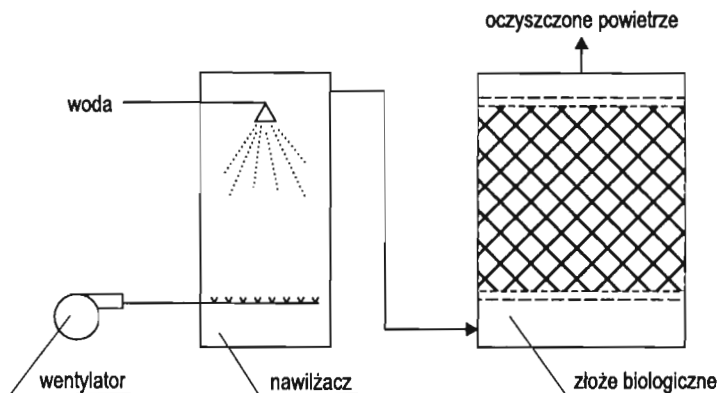 oczyszczone powietrze
woda
wentylator
nawilżacz
złoże biologiczne